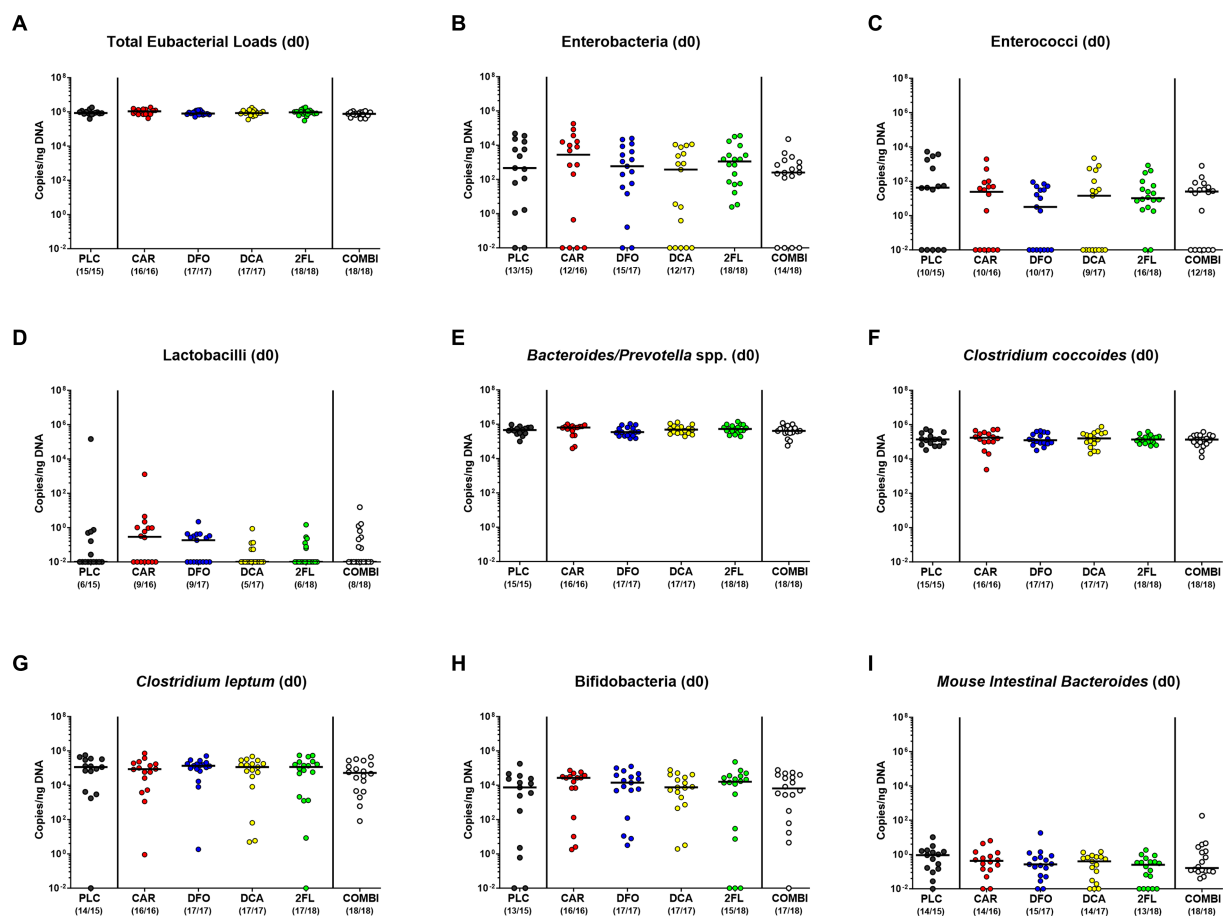 A
Total Eubacterial Loads (d0)
Copies/ng DNA
10^8
10^6
10^4
10^2
10^0
10^-2
PLC CAR DFO DCA 2FL COMBI
(15/15) (16/16) (17/17) (17/17) (18/18) (18/18)
B
Enterobacteria (d0)
Copies/ng DNA
10^8
10^6
10^4
10^2
10^0
10^-2
PLC CAR DFO DCA 2FL COMBI
(13/15) (12/16) (15/17) (12/17) (18/18) (14/18)
C
Enterococci (d0)
Copies/ng DNA
10^8
10^6
10^4
10^2
10^0
10^-2
PLC CAR DFO DCA 2FL COMBI
(10/15) (10/16) (10/17) (9/17) (16/18) (12/18)
D
Lactobacilli (d0)
Copies/ng DNA
10^8
10^6
10^4
10^2
10^0
10^-2
PLC CAR DFO DCA 2FL COMBI
(6/15) (9/16) (9/17) (5/17) (6/18) (8/18)
E
Bacteroides/Prevotella spp. (d0)
Copies/ng DNA
10^8
10^6
10^4
10^2
10^0
10^-2
PLC CAR DFO DCA 2FL COMBI
(15/15) (16/16) (17/17) (17/17) (18/18) (18/18)
F
Clostridium coccoides (d0)
Copies/ng DNA
10^8
10^6
10^4
10^2
10^0
10^-2
PLC CAR DFO DCA 2FL COMBI
(15/15) (16/16) (17/17) (17/17) (18/18) (18/18)
G
Clostridium leptum (d0)
Copies/ng DNA
10^8
10^6
10^4
10^2
10^0
10^-2
PLC CAR DFO DCA 2FL COMBI
(14/15) (16/16) (17/17) (17/17) (17/18) (18/18)
H
Bifidobacteria (d0)
Copies/ng DNA
10^8
10^6
10^4
10^2
10^0
10^-2
PLC CAR DFO DCA 2FL COMBI
(13/15) (16/16) (17/17) (17/17) (15/18) (17/18)
I
Mouse Intestinal Bacteroides (d0)
Copies/ng DNA
10^8
10^6
10^4
10^2
10^0
10^-2
PLC CAR DFO DCA 2FL COMBI
(14/15) (14/16) (15/17) (14/17) (13/18) (18/18)